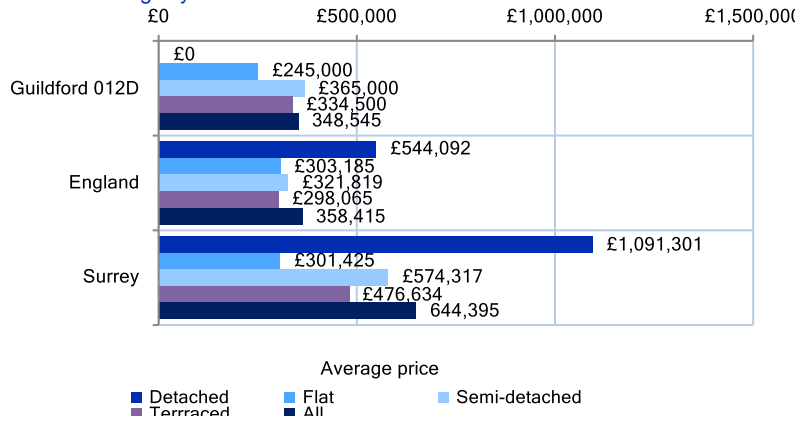 £0 £500,000 £1,000,000 £1,500,000
£0
£245,000
Guildford 012D £365,000
£334,500
348,545
£544,092
£303,185
England £321,819
£298,065
358,415
£1,091,301
£301,425
Surrey £574,317
£476,634
644,395
Average price
Detached Flat Semi-detached
Terrraced All